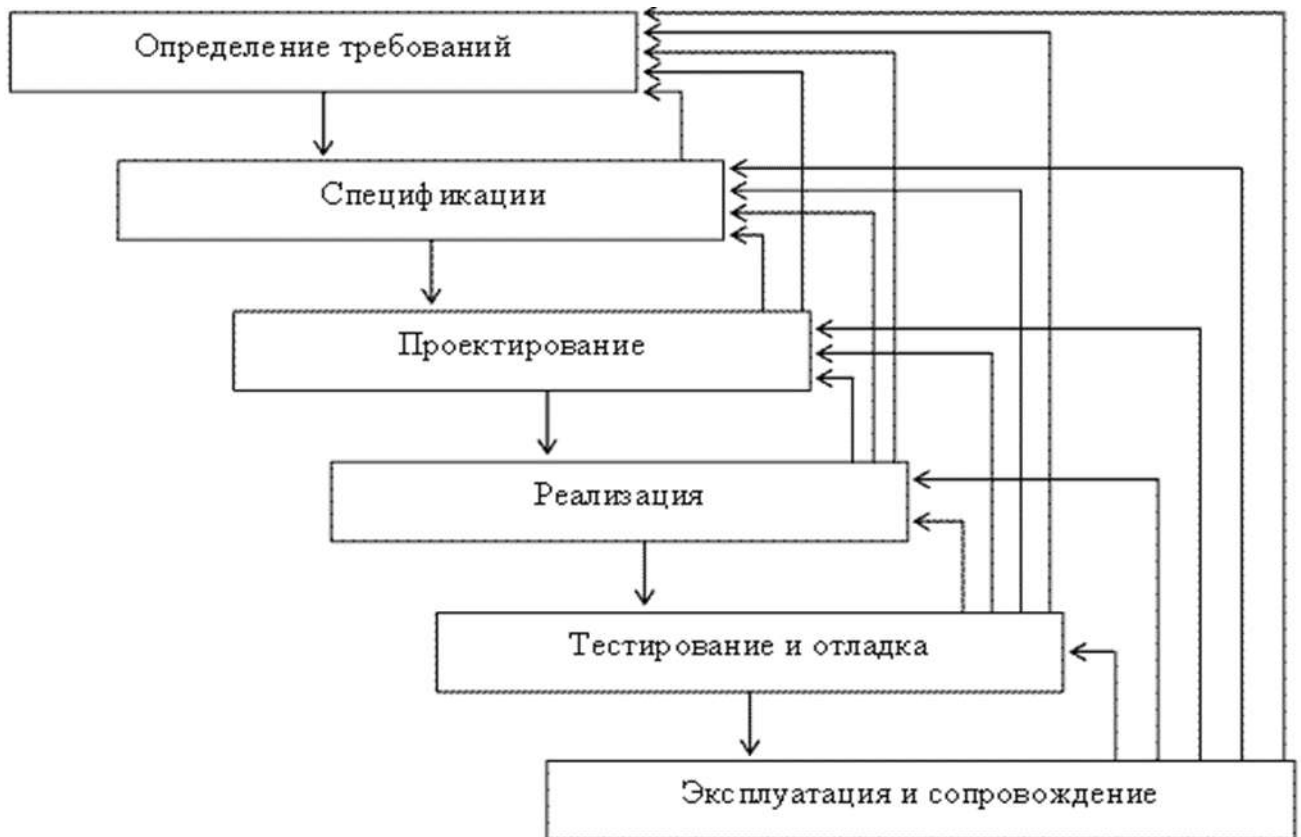 Определение требований
Спецификации
Проектирование
Реализация
Тестирование и отладка
Эксплуатация и сопровождение